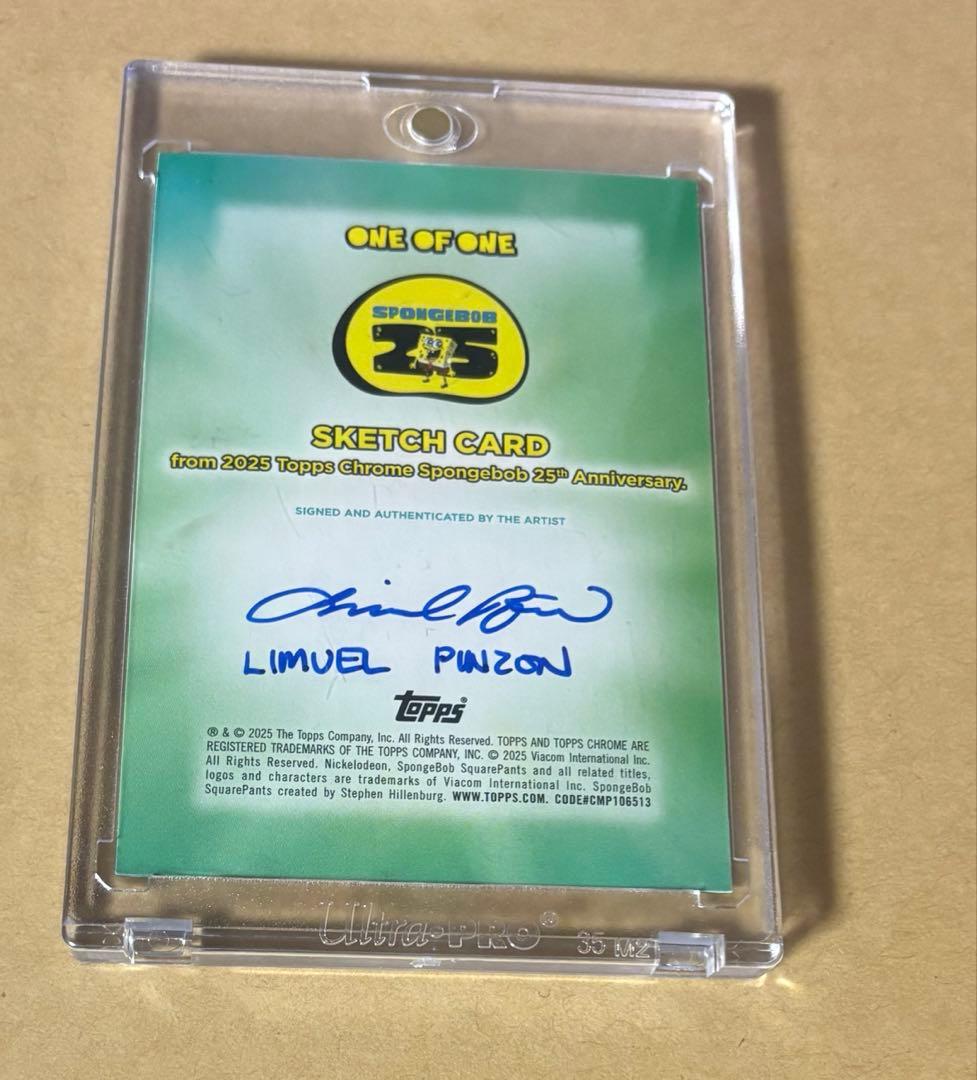 ONE OF ONE
SPONGEBOB
25
SKETCH CARD
from 2025 Topps Chrome Spongebob 25th Anniversary.
SIGNED AND AUTHENTICATED BY THE ARTIST
LIMUEL PINZON
topps®
® & © 2025 The Topps Company, Inc. All Rights Reserved. TOPPS AND TOPPS CHROME ARE
REGISTERED TRADEMARKS OF THE TOPPS COMPANY, INC. © 2025 Viacom International Inc.
All Rights Reserved. Nickelodeon, SpongeBob SquarePants and all related titles,
logos and characters are trademarks of Viacom International Inc. SpongeBob
SquarePants created by Stephen Hillenburg. WWW.TOPPS.COM. CODE#CMP106513
Ultra•PRO® 35 M2